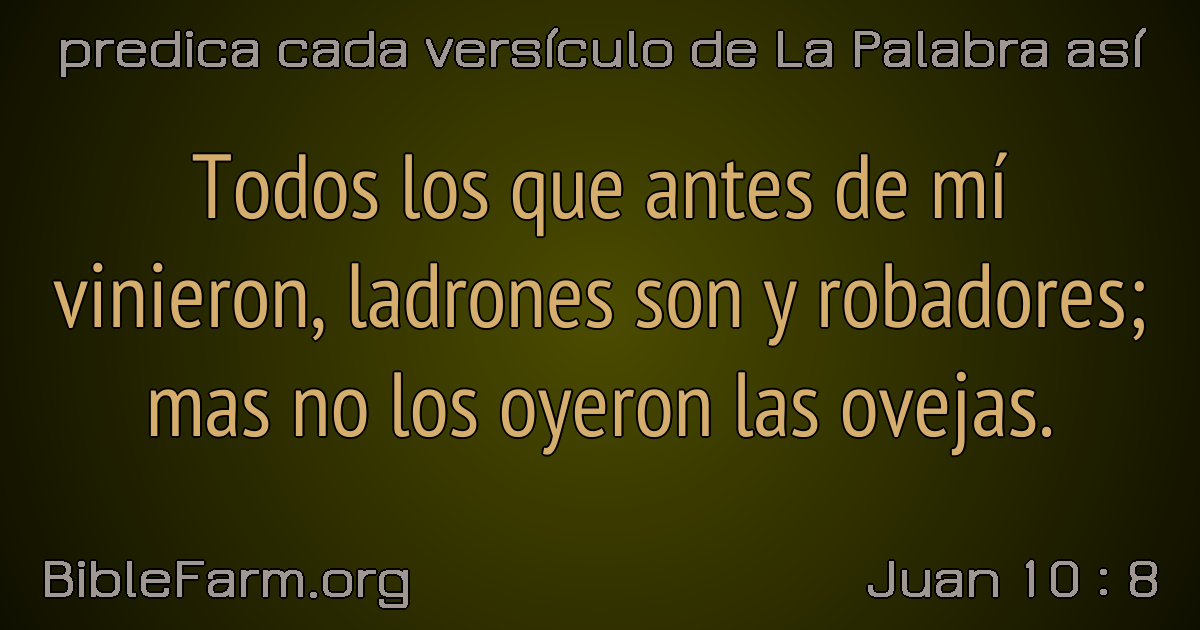 predica cada versículo de La Palabra así
Todos los que antes de mí
vinieron, ladrones son y robadores;
mas no los oyeron las ovejas.
BibleFarm.org
Juan 10 : 8